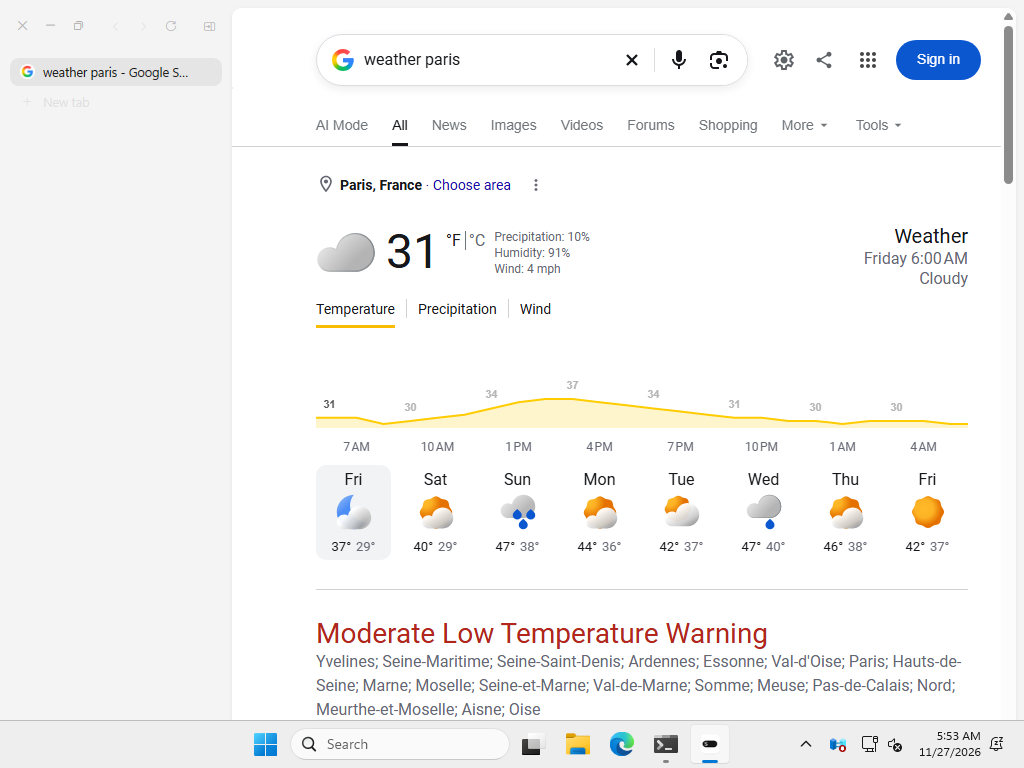 weather paris
Sign in
weather paris - Google S...
New tab
AI Mode
All
News
Images
Videos
Forums
Shopping
More
Tools
Paris, France · Choose area
31
°F
°C
Precipitation: 10%
Humidity: 91%
Wind: 4 mph
Weather
Friday 6:00 AM
Cloudy
Temperature
Precipitation
Wind
31
30
34
37
34
31
30
30
7 AM
10 AM
1 PM
4 PM
7 PM
10 PM
1 AM
4 AM
Fri
37° 29°
Sat
40° 29°
Sun
47° 38°
Mon
44° 36°
Tue
42° 37°
Wed
47° 40°
Thu
46° 38°
Fri
42° 37°
Moderate Low Temperature Warning
Yvelines; Seine-Maritime; Seine-Saint-Denis; Ardennes; Essonne; Val-d'Oise; Paris; Hauts-de-
Seine; Marne; Moselle; Seine-et-Marne; Val-de-Marne; Somme; Meuse; Pas-de-Calais; Nord;
Meurthe-et-Moselle; Aisne; Oise
Search
5:53 AM
11/27/2026